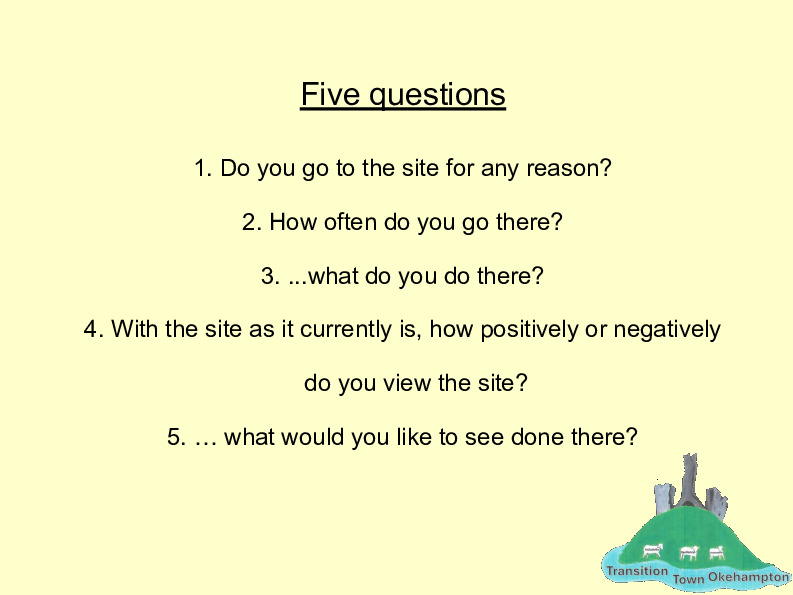 Five questions
1. Do you go to the site for any reason?
2. How often do you go there?
3. ...what do you do there?
4. With the site as it currently is, how positively or negatively
do you view the site?
5. … what would you like to see done there?
Transition Town Okehampton